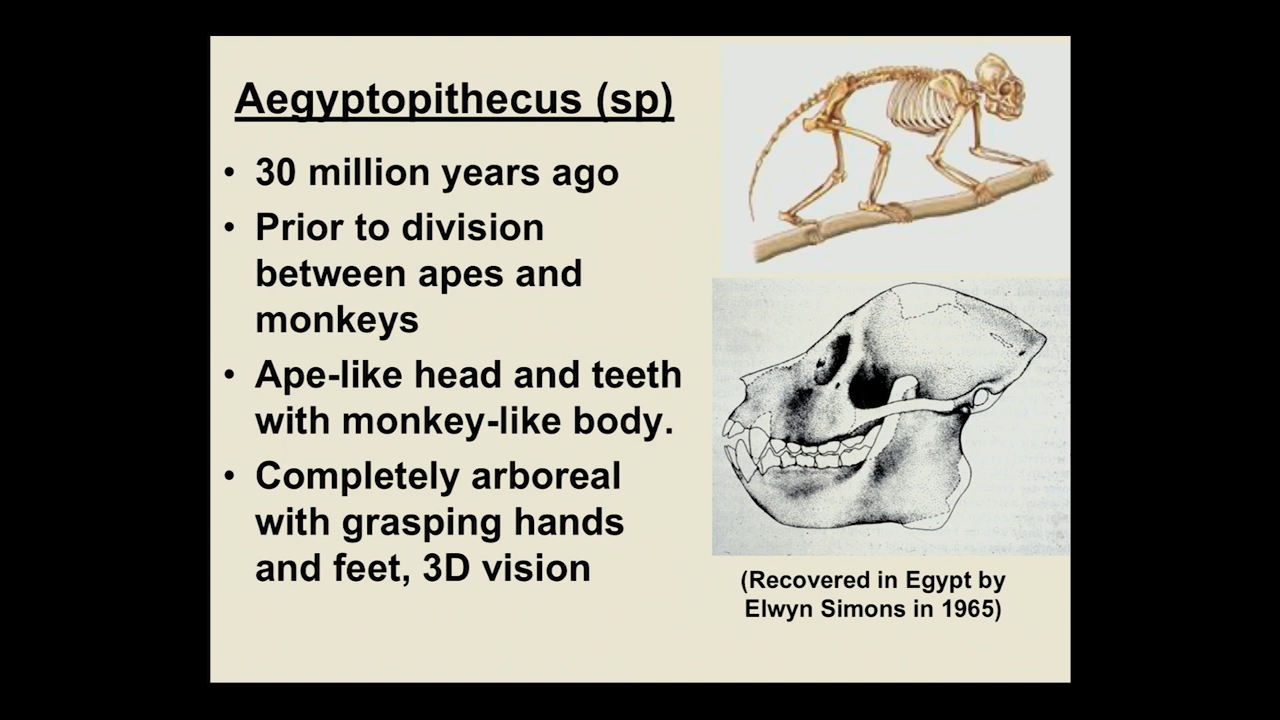 Aegyptopithecus (sp)
• 30 million years ago
• Prior to division
between apes and
monkeys
• Ape-like head and teeth
with monkey-like body.
• Completely arboreal
with grasping hands
and feet, 3D vision
(Recovered in Egypt by
Elwyn Simons in 1965)